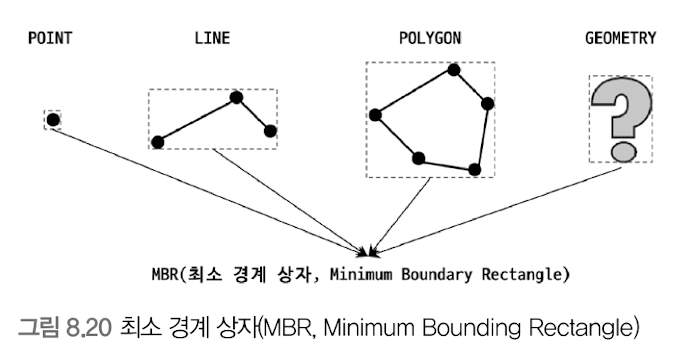 POINT LINE POLYGON GEOMETRY
?
MBR(최소 경계 상자, Minimum Boundary Rectangle)
그림 8.20 최소 경계 상자(MBR, Minimum Bounding Rectangle)